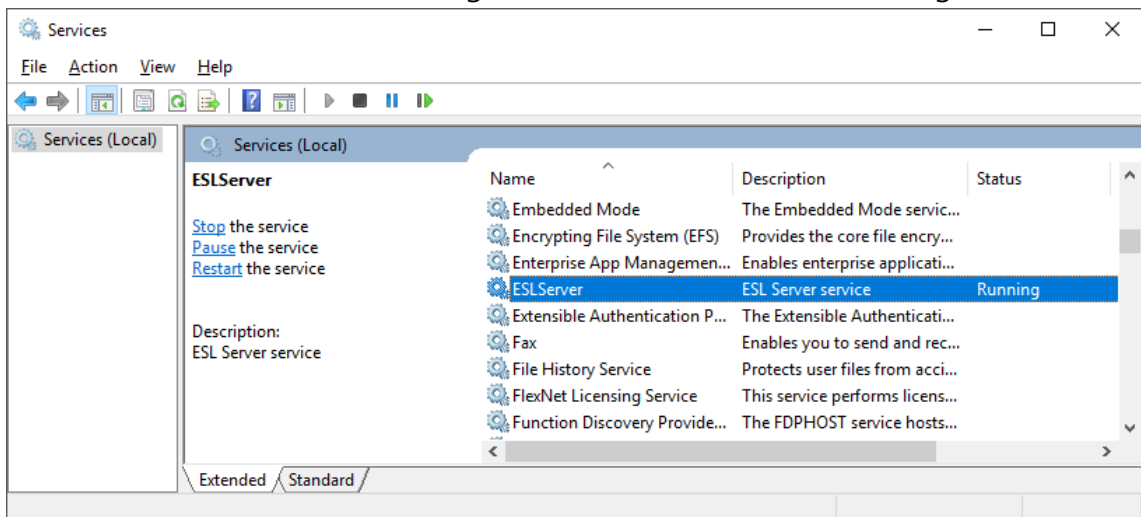 Services
File Action View Help
Services (Local)
Services (Local)
ESLServer
Stop the service
Pause the service
Restart the service
Description:
ESL Server service
Name Description Status
Embedded Mode The Embedded Mode servic...
Encrypting File System (EFS) Provides the core file encry...
Enterprise App Managemen... Enables enterprise applicati...
ESLServer ESL Server service Running
Extensible Authentication P... The Extensible Authenticati...
Fax Enables you to send and rec...
File History Service Protects user files from acci...
FlexNet Licensing Service This service performs licens...
Function Discovery Provide... The FDPHOST service hosts...
Extended Standard